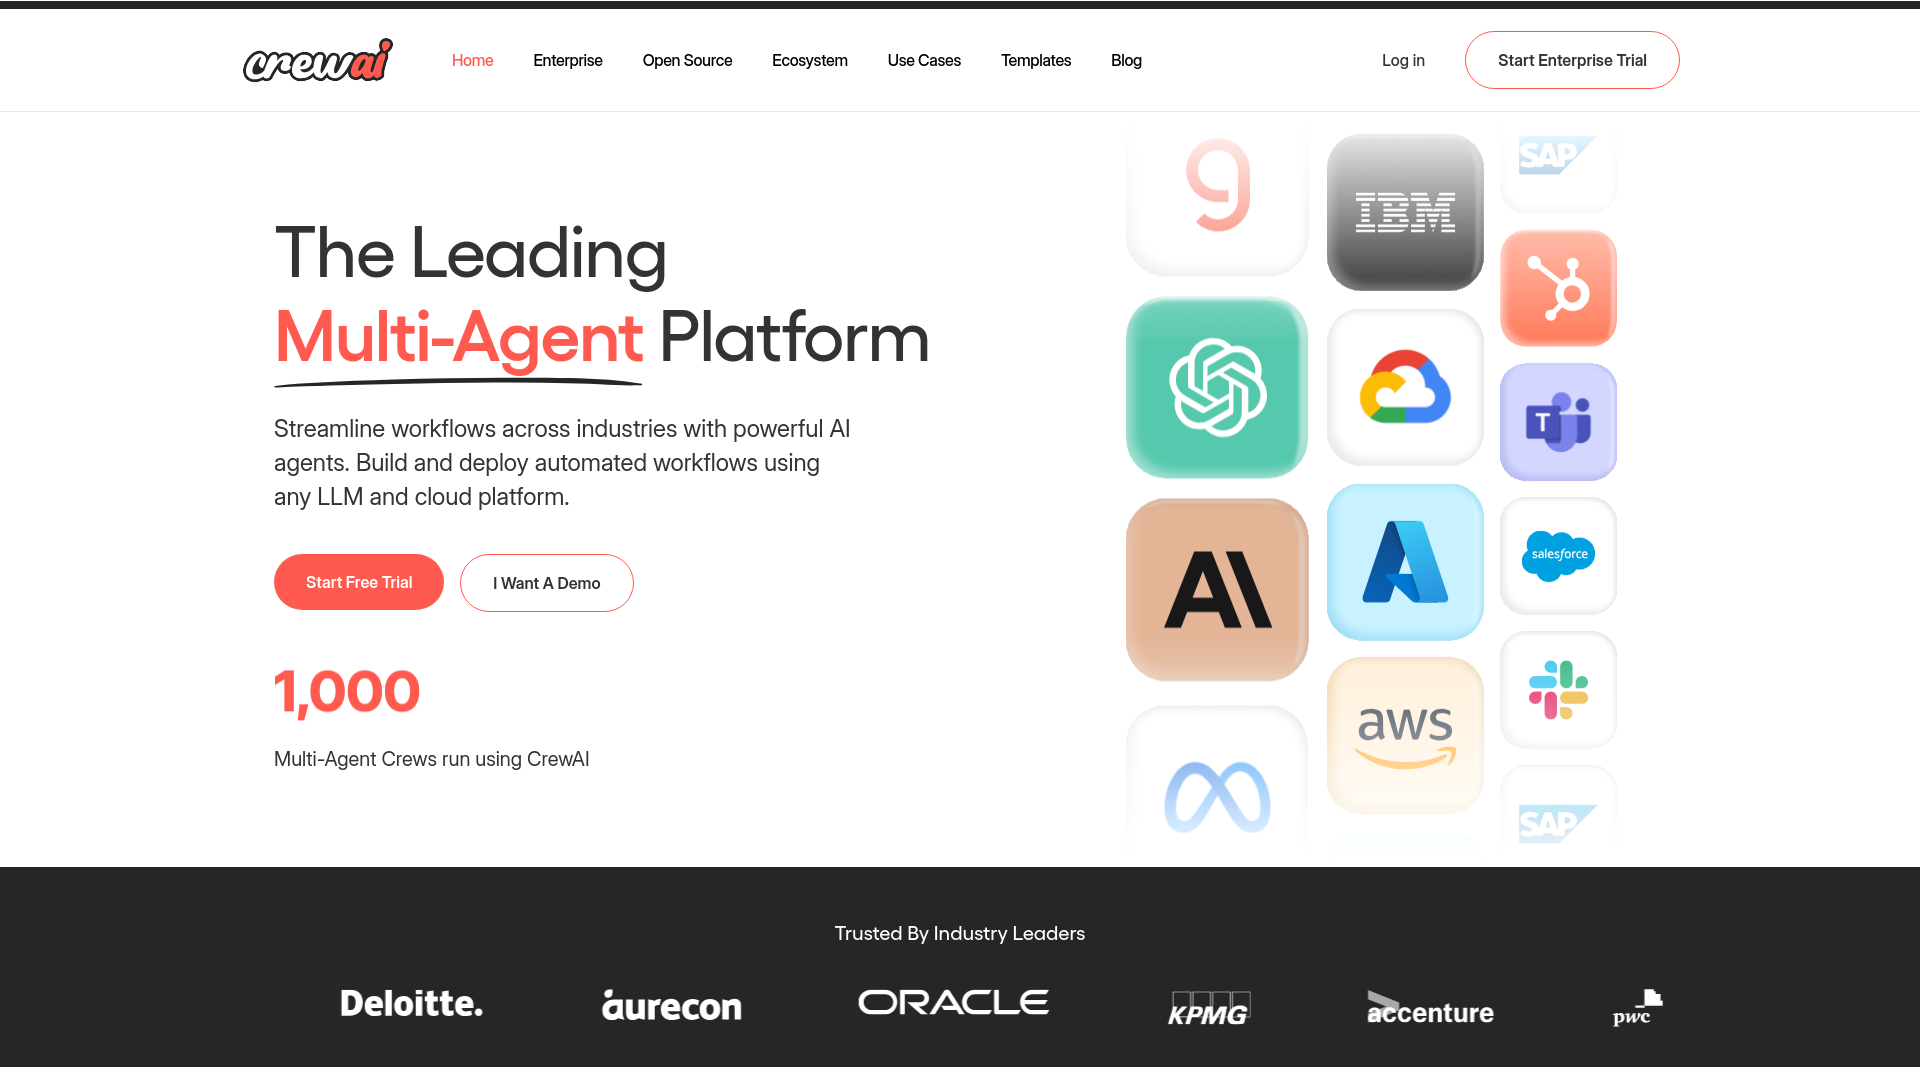 crewai
Home
Enterprise
Open Source
Ecosystem
Use Cases
Templates
Blog
Log in
Start Enterprise Trial
The Leading
Multi-Agent Platform
Streamline workflows across industries with powerful AI
agents. Build and deploy automated workflows using
any LLM and cloud platform.
Start Free Trial
I Want A Demo
1,000
Multi-Agent Crews run using CrewAI
g
IBM
SAP
T
AI
salesforce
aws
SAP
Trusted By Industry Leaders
Deloitte.
aurecon
ORACLE
KPMG
accenture
pwc